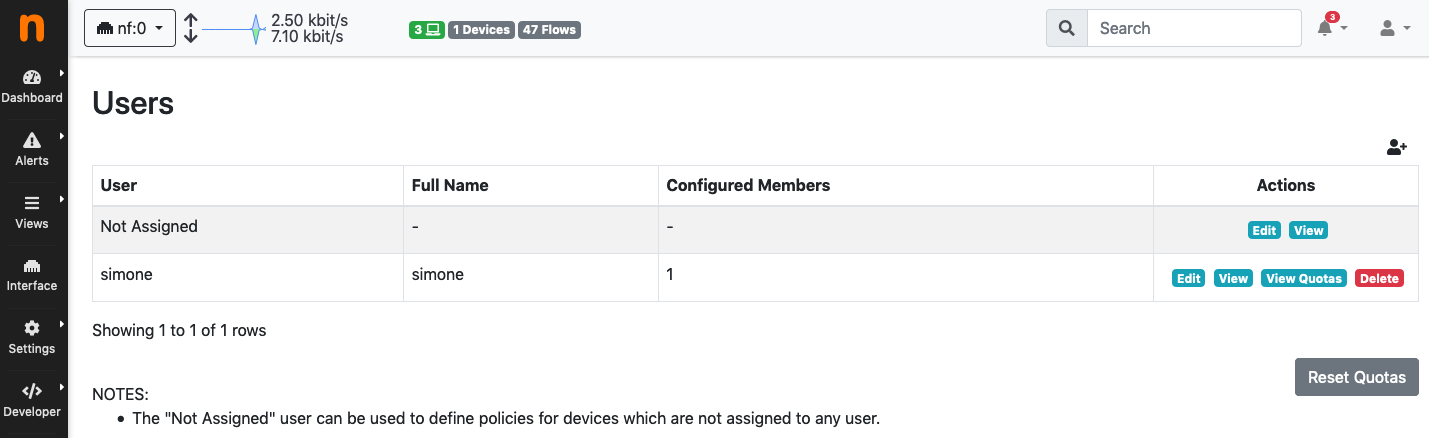 n
nf:0
2.50 kbit/s
7.10 kbit/s
3
1 Devices
47 Flows
Search
3
Dashboard
Alerts
Views
Interface
Settings
Developer
Users
User Full Name Configured Members Actions
Not Assigned - - Edit View
simone simone 1 Edit View View Quotas Delete
Showing 1 to 1 of 1 rows
Reset Quotas
NOTES:
• The "Not Assigned" user can be used to define policies for devices which are not assigned to any user.